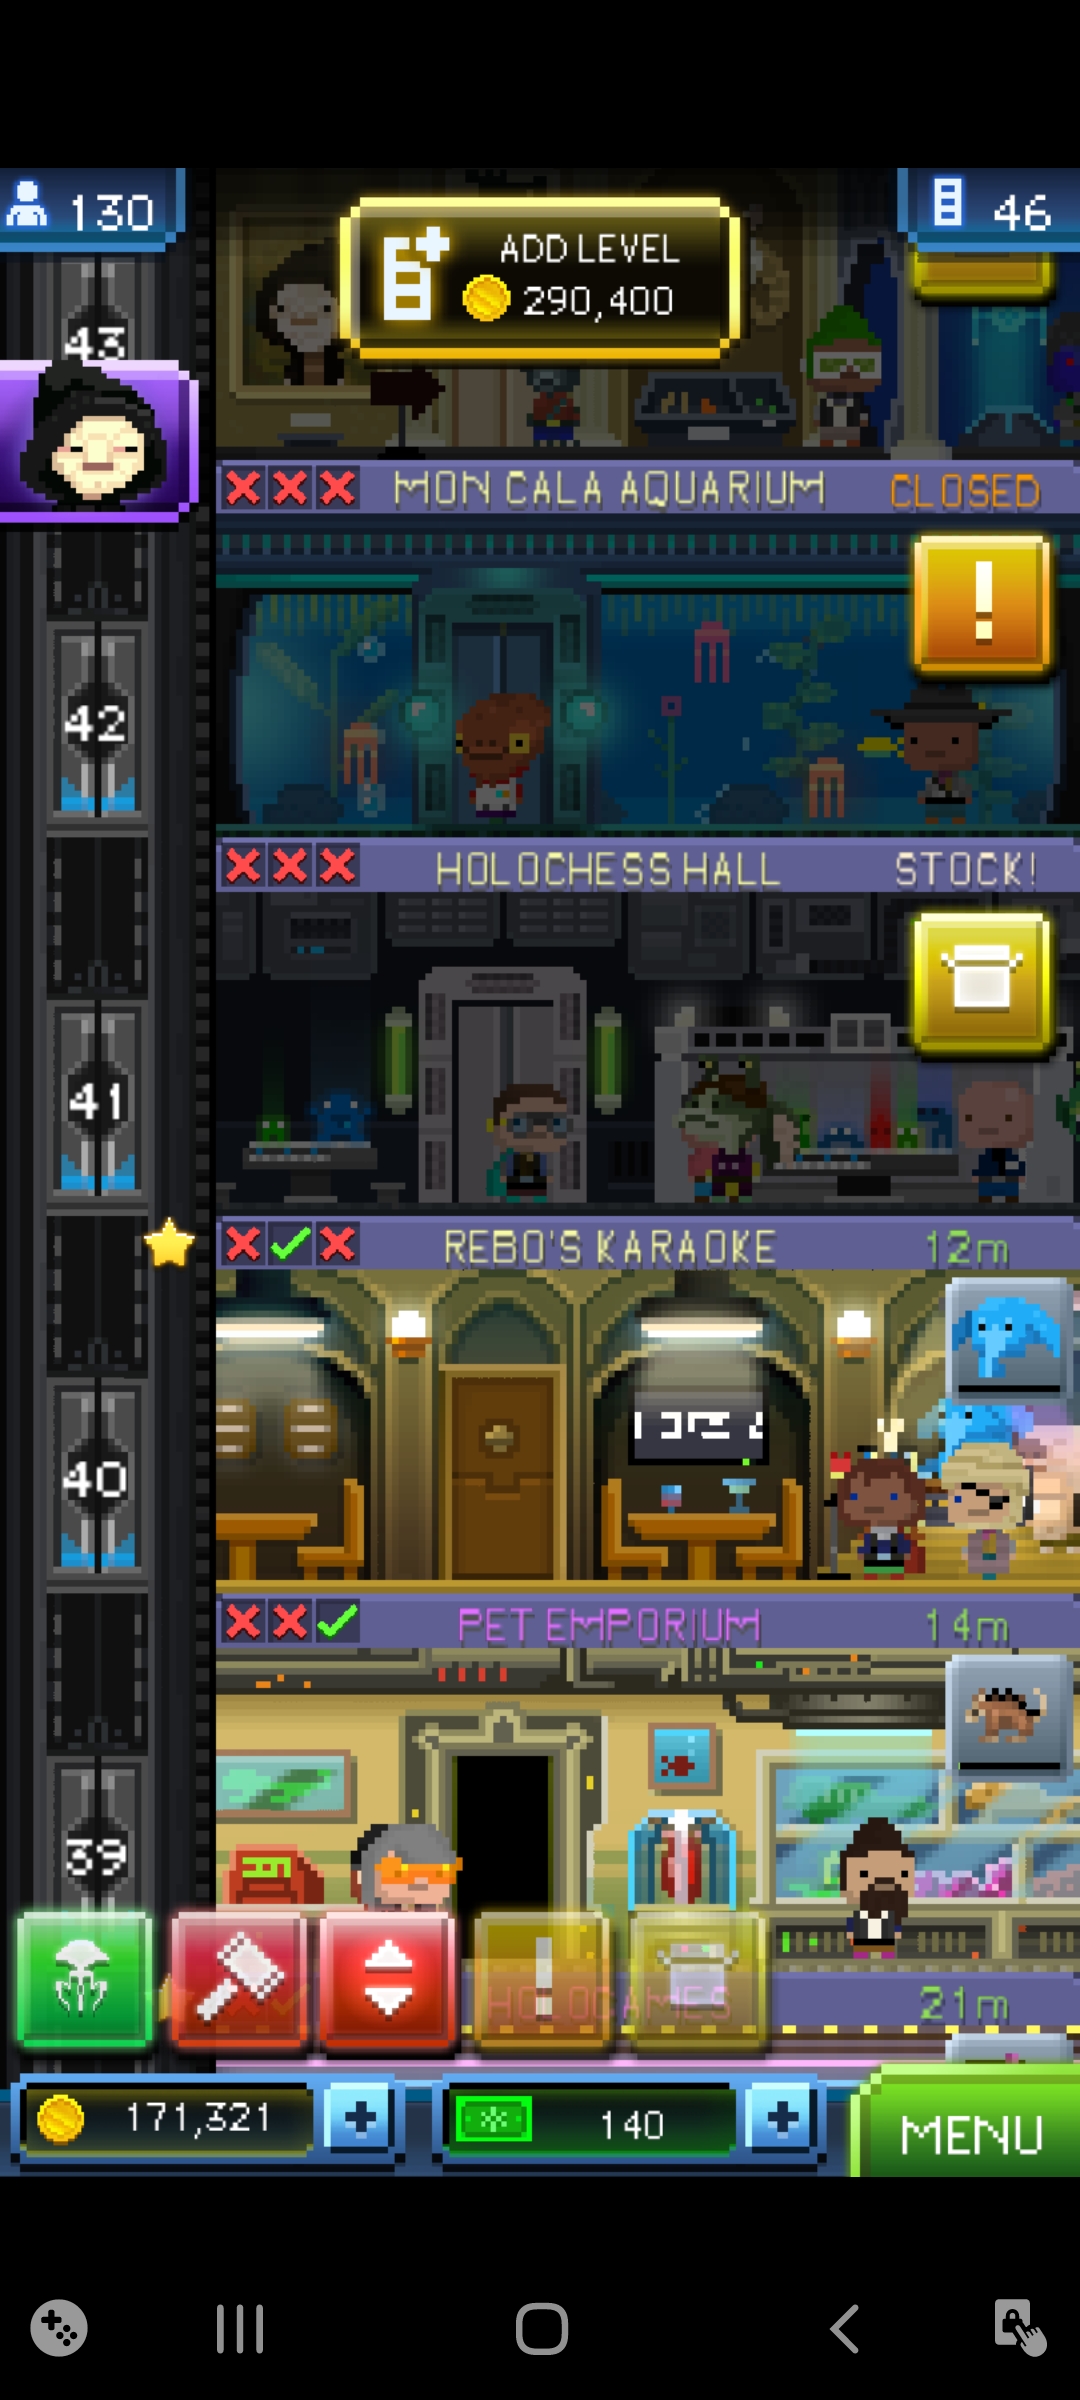 130
ADD LEVEL
290,400
46
43
MON CALA AQUARIUM
CLOSED
!
42
HOLOCHESS HALL
STOCK!
41
REBO'S KARAOKE
12m
40
PET EMPORIUM
14m
39
!
HOLOGAMES
21m
171,321
+
140
+
MENU